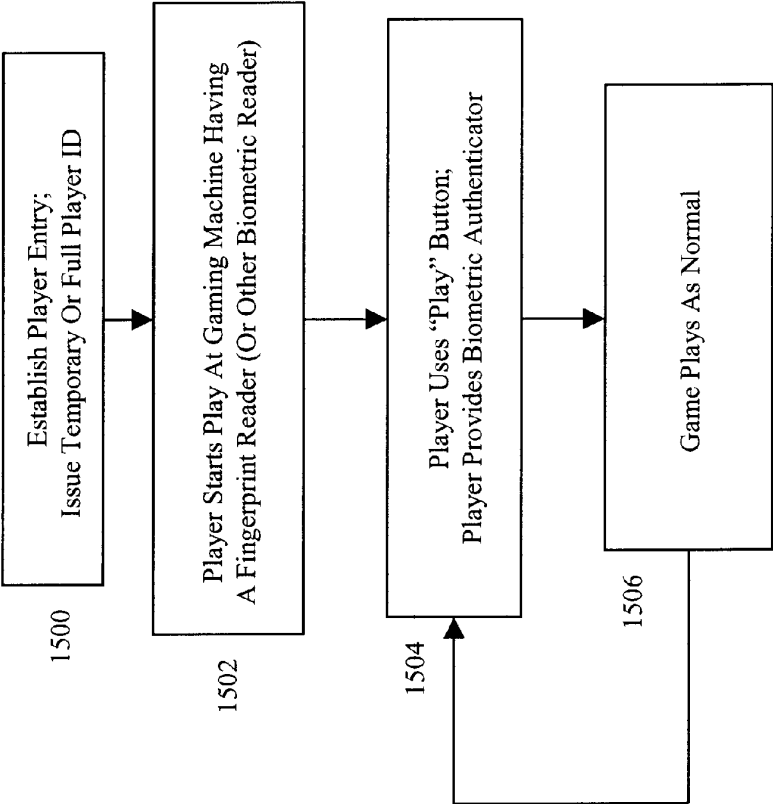 Establish Player Entry;
Issue Temporary Or Full Player ID
1500
Player Starts Play At Gaming Machine Having
A Fingerprint Reader (Or Other Biometric Reader)
1502
Player Uses “Play” Button;
Player Provides Biometric Authenticator
1504
Game Plays As Normal
1506